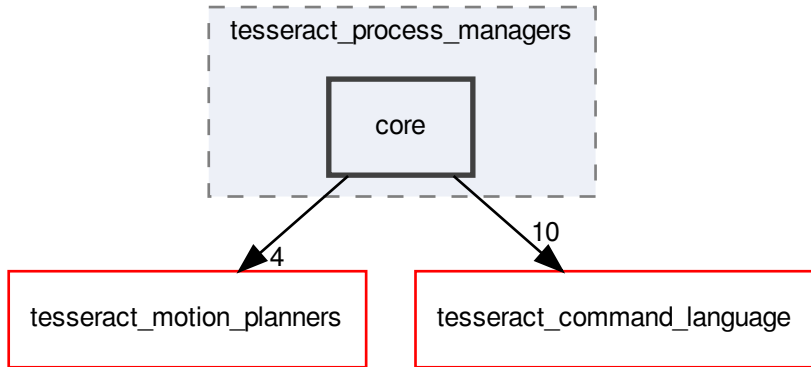 tesseract_process_managers
core
10
4
tesseract_motion_planners
tesseract_command_language